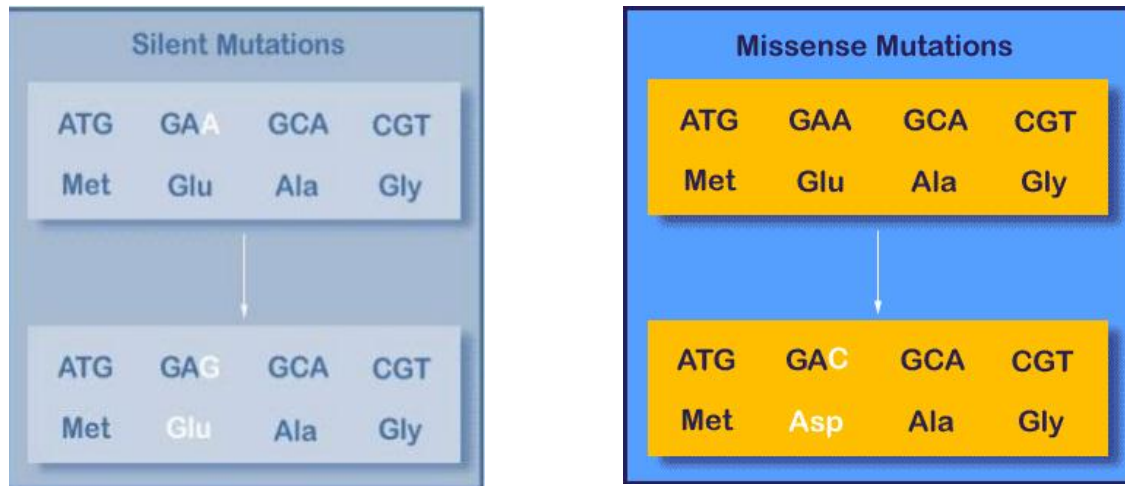 Silent Mutations
ATG GAA GCA CGT
Met Glu Ala Gly
ATG GAG GCA CGT
Met Glu Ala Gly
Missense Mutations
ATG GAA GCA CGT
Met Glu Ala Gly
ATG GAC GCA CGT
Met Asp Ala Gly